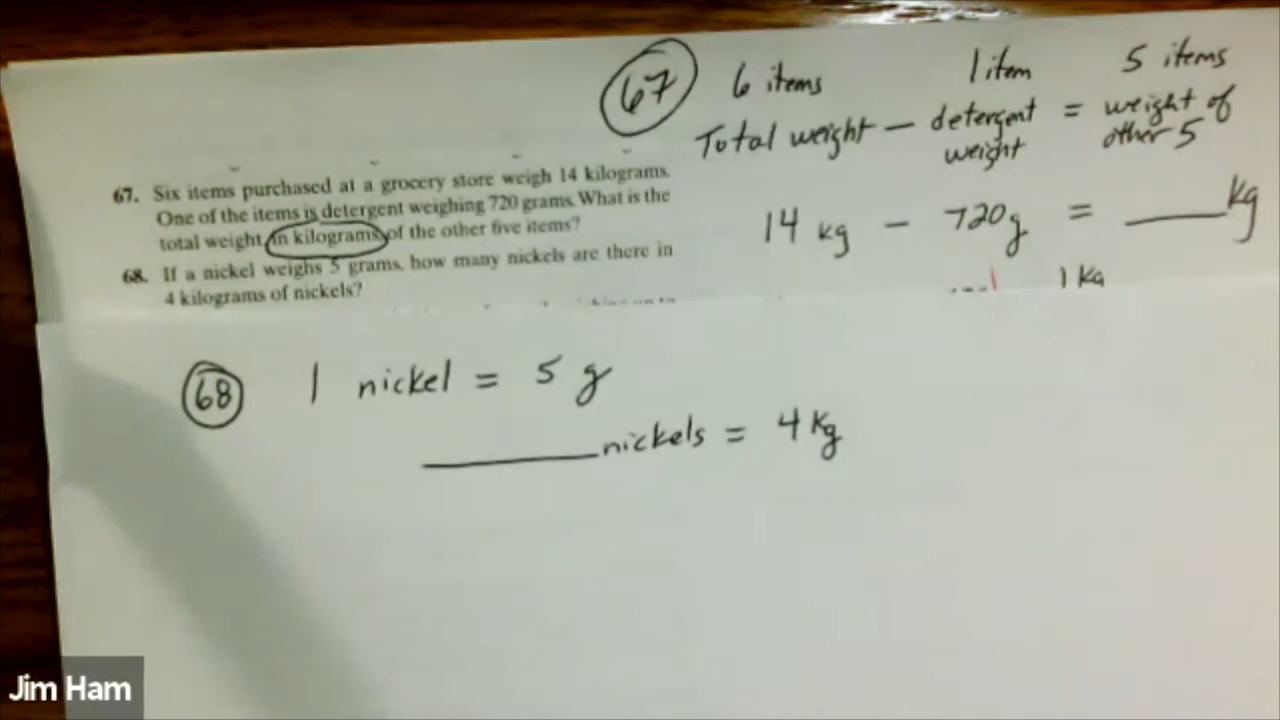 67 6 items 1 item 5 items
Total weight - detergent weight = weight of other 5
67. Six items purchased at a grocery store weigh 14 kilograms.
One of the items is detergent weighing 720 grams. What is the
total weight in kilograms of the other five items?
14 kg - 720 g = ____ kg
68. If a nickel weighs 5 grams, how many nickels are there in
4 kilograms of nickels?
1 kg
68 1 nickel = 5 g
____ nickels = 4 kg
Jim Ham